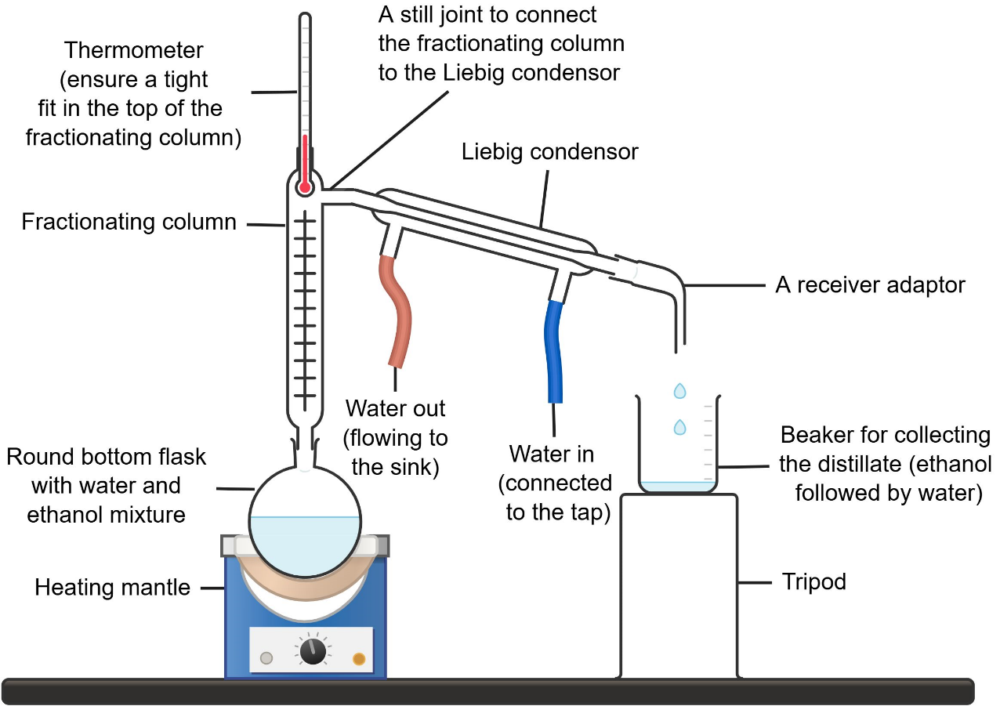 A still joint to connect
the fractionating column
to the Liebig condensor
Thermometer
(ensure a tight
fit in the top of the
fractionating column)
Liebig condensor
Fractionating column
A receiver adaptor
Water out
(flowing to
the sink)
Water in
(connected
to the tap)
Beaker for collecting
the distillate (ethanol
followed by water)
Round bottom flask
with water and
ethanol mixture
Heating mantle
Tripod